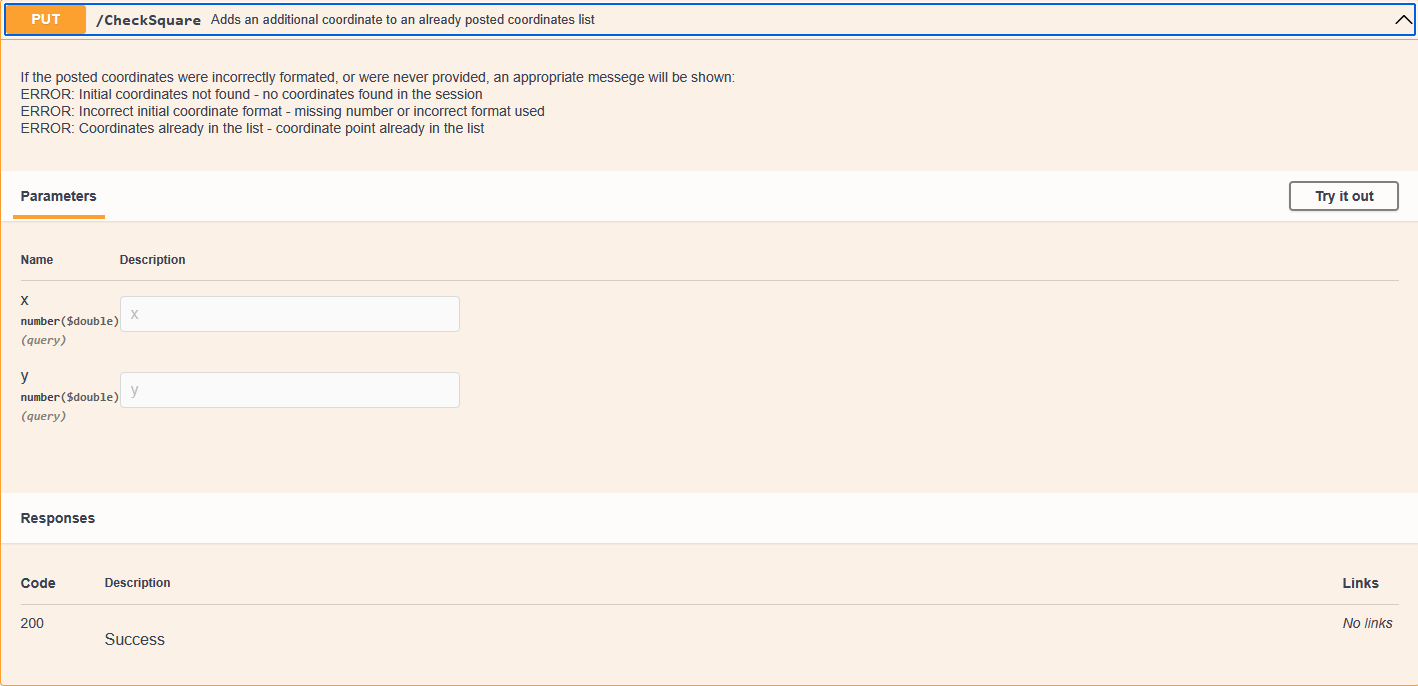 PUT /CheckSquare Adds an additional coordinate to an already posted coordinates list
If the posted coordinates were incorrectly formated, or were never provided, an appropriate messege will be shown:
ERROR: Initial coordinates not found - no coordinates found in the session
ERROR: Incorrect initial coordinate format - missing number or incorrect format used
ERROR: Coordinates already in the list - coordinate point already in the list
Parameters Try it out
Name Description
x
number($double) x
(query)
y
number($double) y
(query)
Responses
Code Description Links
200 No links
Success